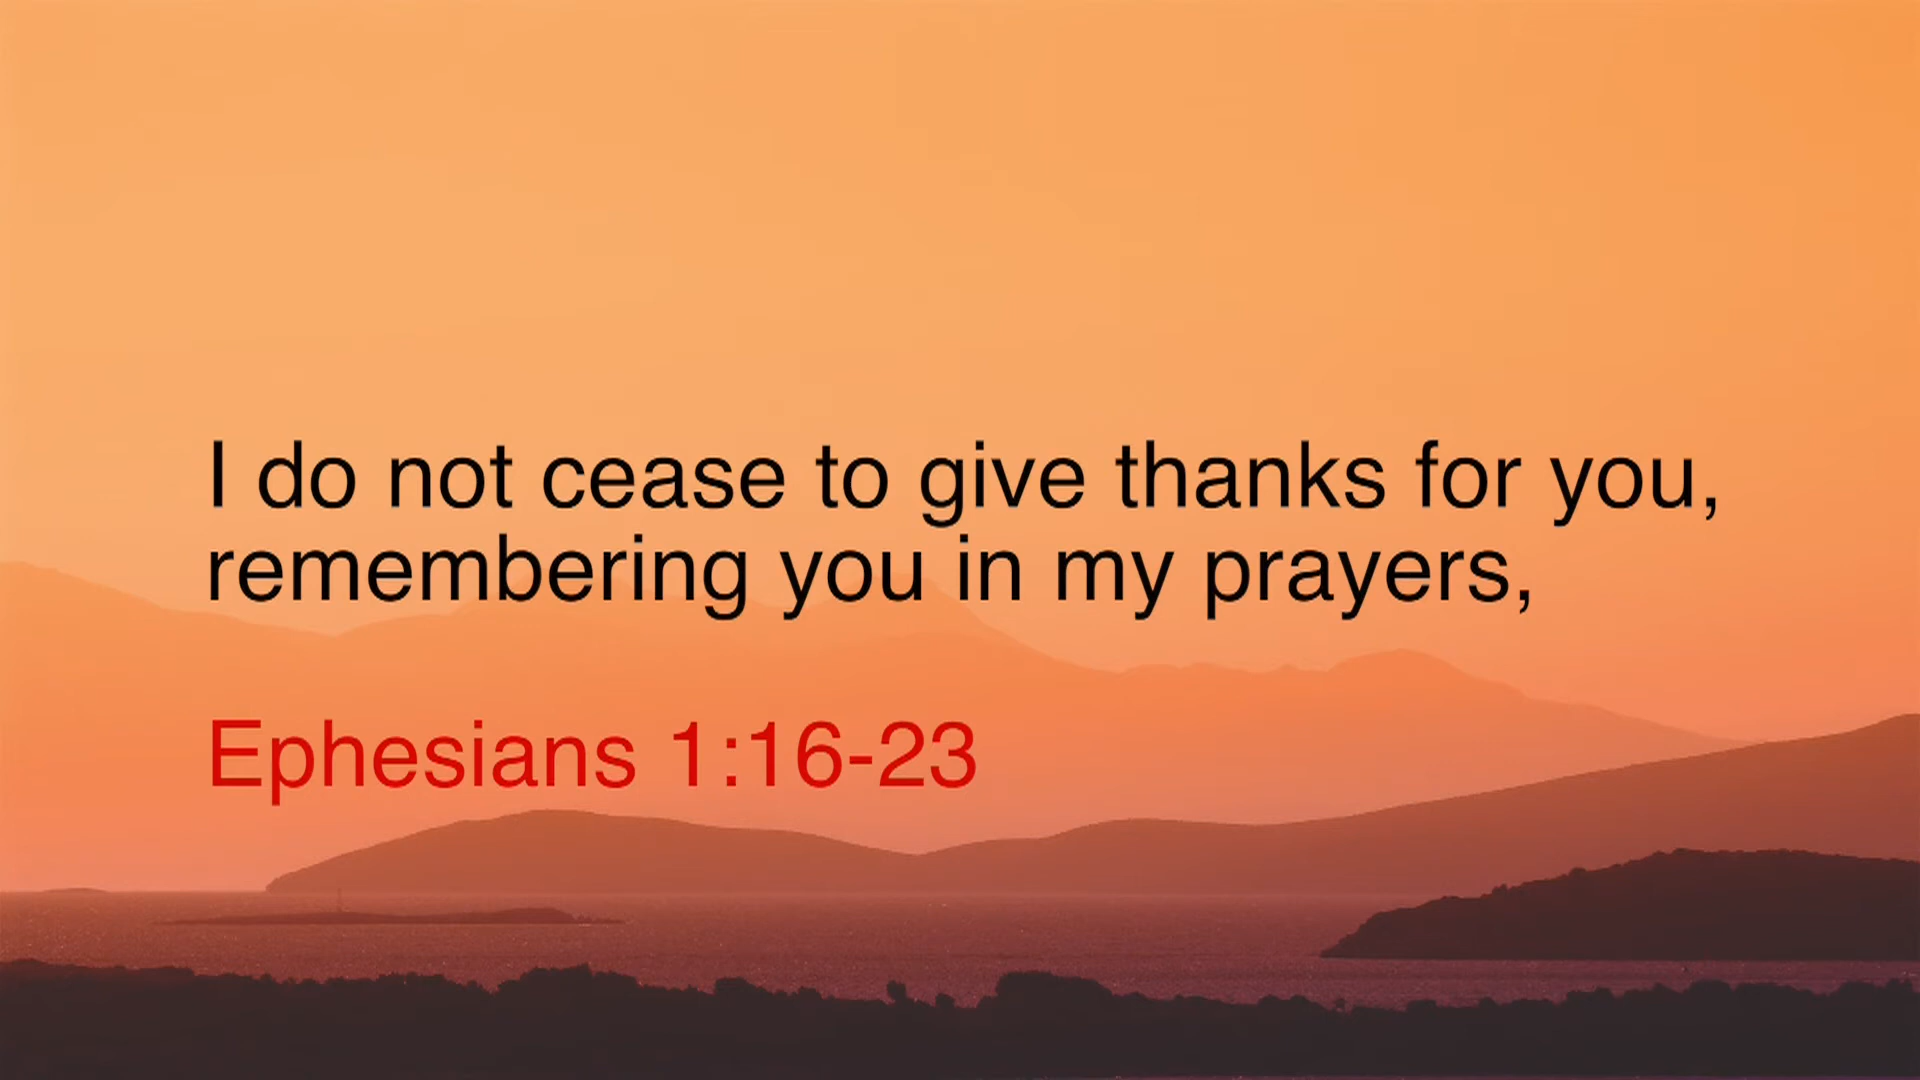 I do not cease to give thanks for you,
remembering you in my prayers,
Ephesians 1:16-23